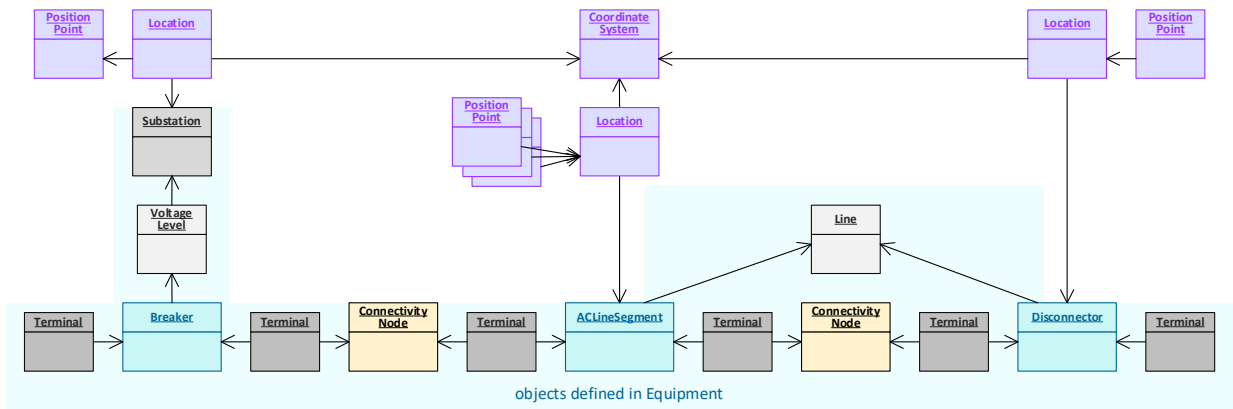 Position
Point
Location
Coordinate
System
Location
Position
Point
Substation
Position
Point
Location
Voltage
Level
Line
Terminal
Breaker
Terminal
Connectivity
Node
Terminal
ACLineSegment
Terminal
Connectivity
Node
Terminal
Disconnector
Terminal
objects defined in Equipment